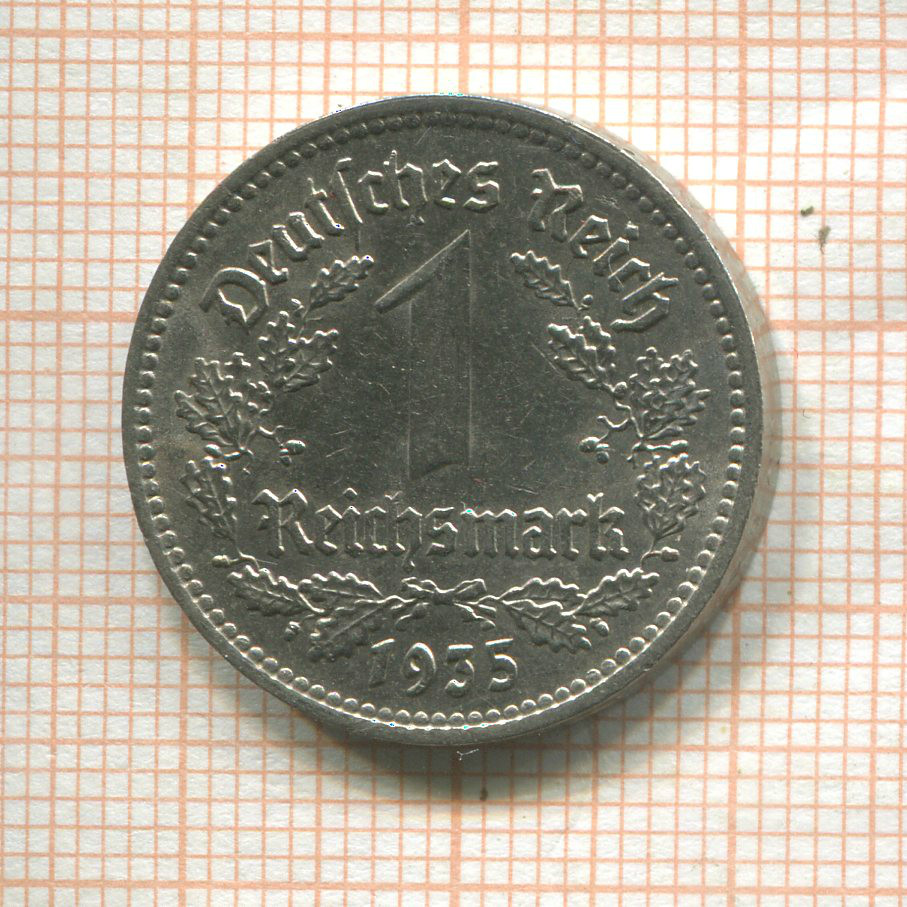 Deutſches Reich
1
Reichsmark
1935